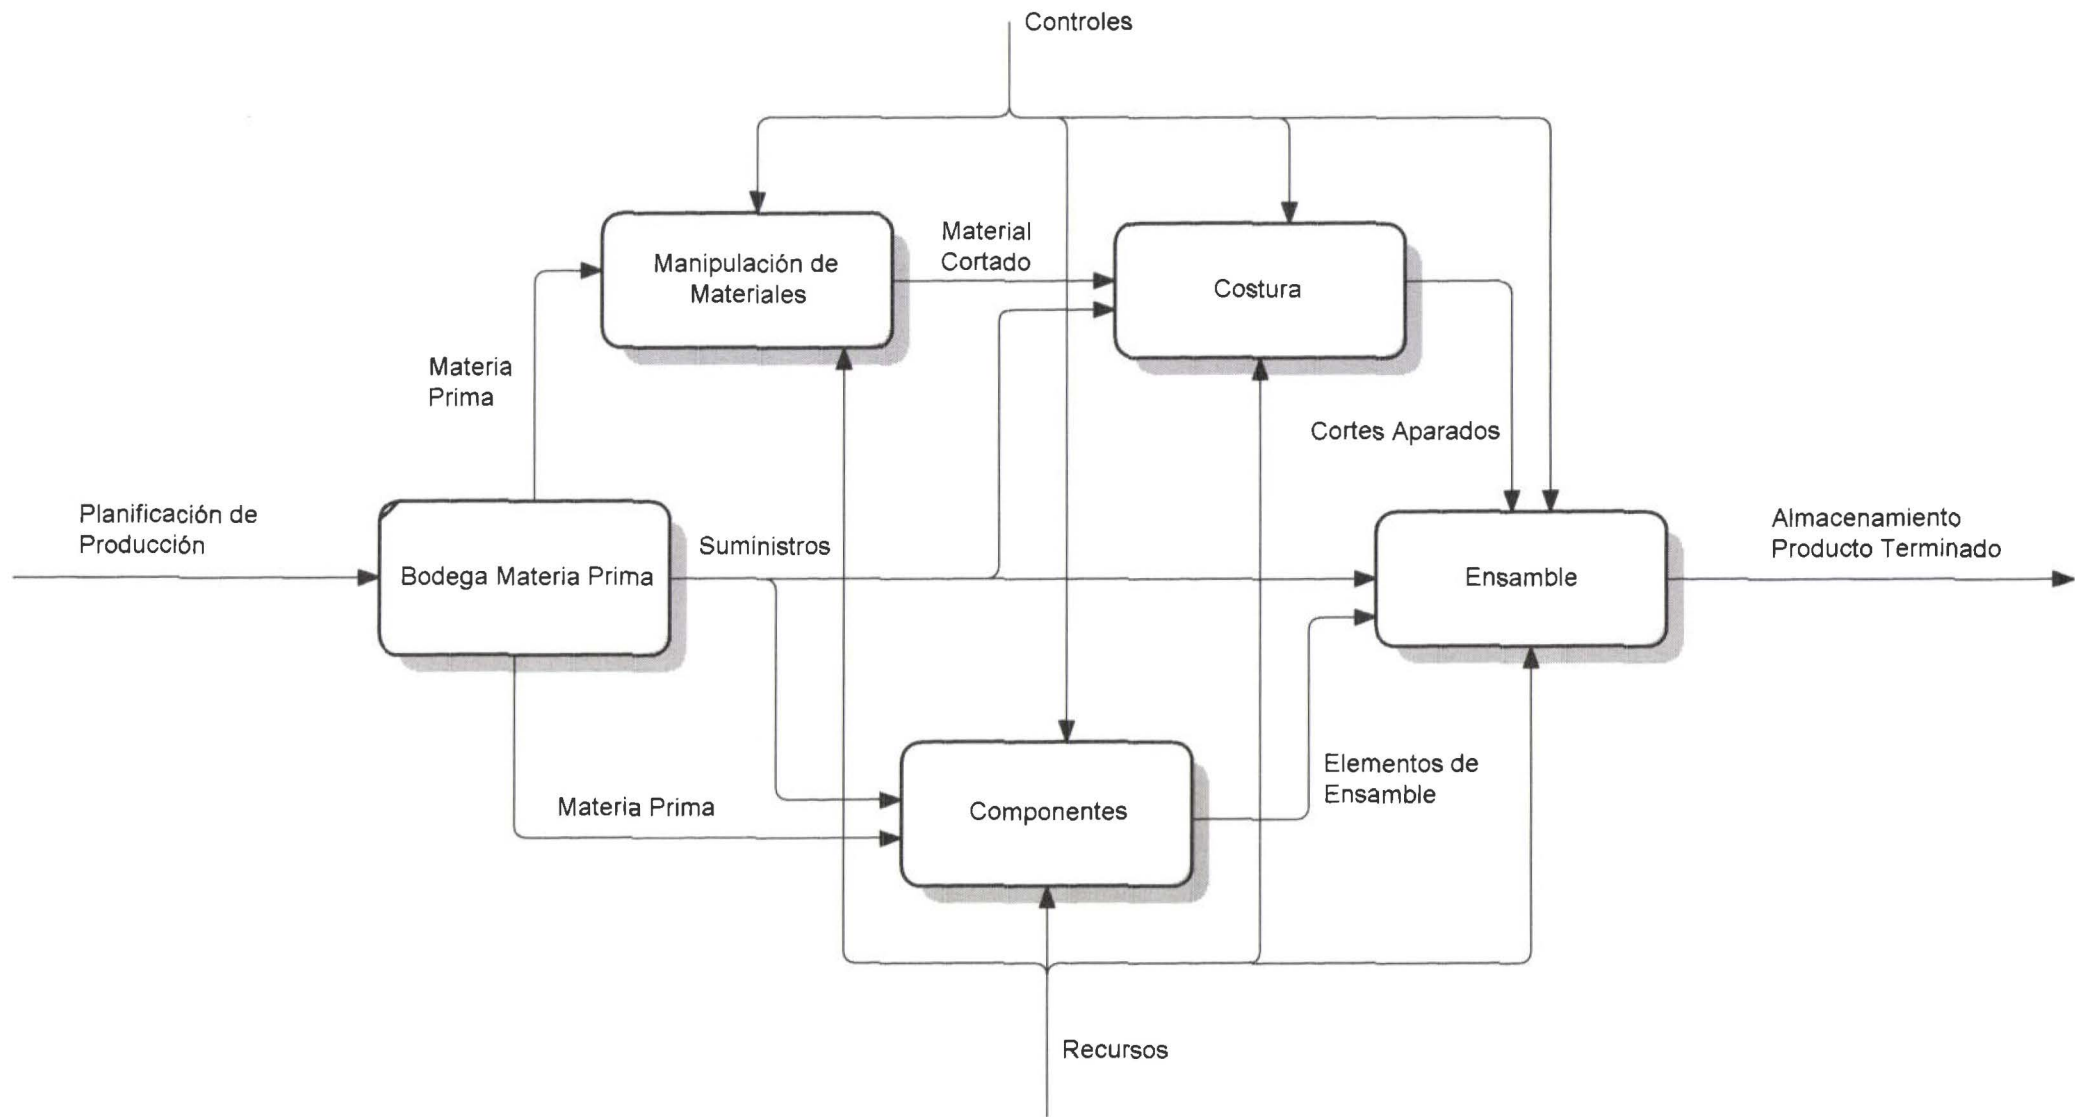 Controles
Manipulación de
Materiales
Material
Cortado
Costura
Materia
Prima
Cortes Aparados
Planificación de
Producción
Bodega Materia Prima
Suministros
Ensamble
Almacenamiento
Producto Terminado
Materia Prima
Componentes
Elementos de
Ensamble
Recursos